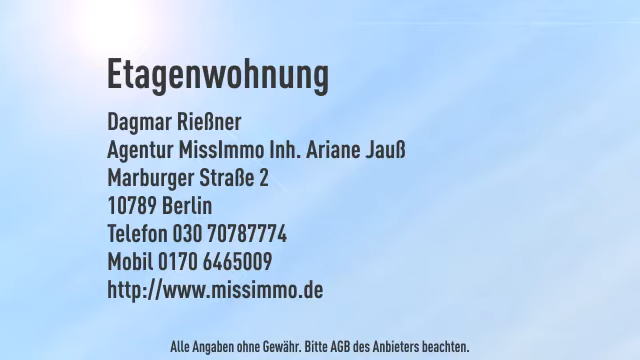 Etagenwohnung
Dagmar Rießner
Agentur MissImmo Inh. Ariane Jauß
Marburger Straße 2
10789 Berlin
Telefon 030 70787774
Mobil 0170 6465009
http://www.missimmo.de
Alle Angaben ohne Gewähr. Bitte AGB des Anbieters beachten.